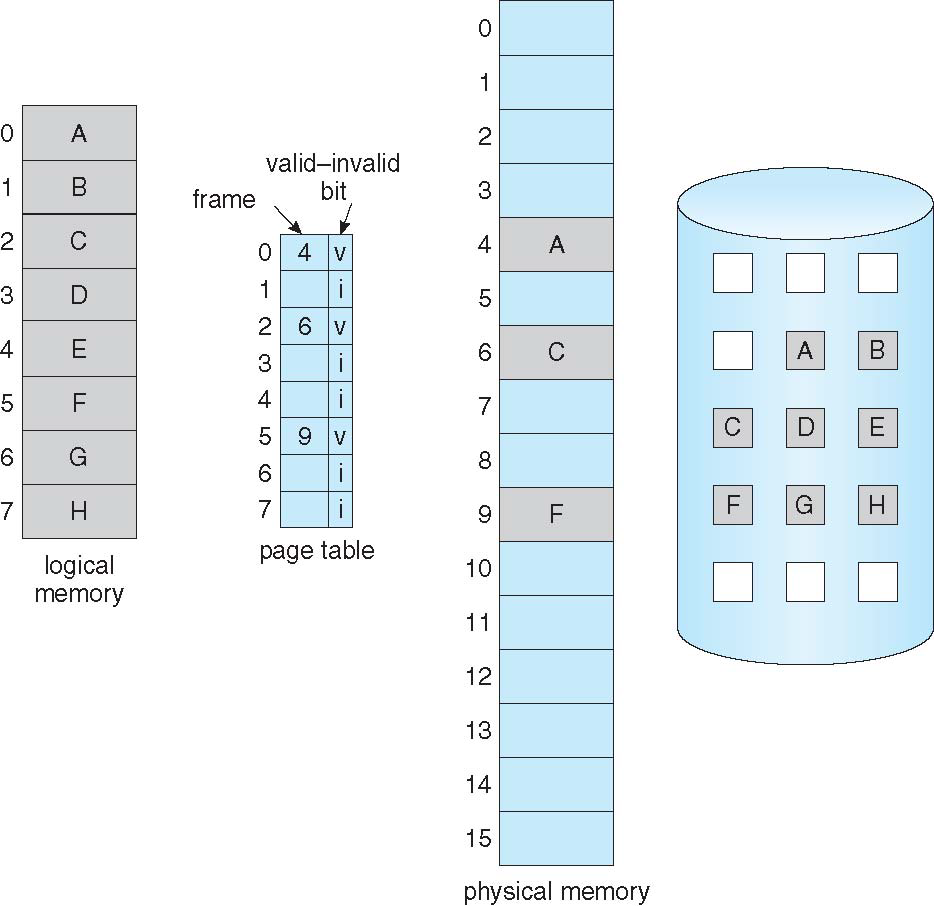 0 A
1 B
2 C
3 D
4 E
5 F
6 G
7 H
logical
memory
valid–invalid
bit
frame
0 4 v
1 i
2 6 v
3 i
4 i
5 9 v
6 i
7 i
page table
0
1
2
3
4 A
5
6 C
7
8
9 F
10
11
12
13
14
15
physical memory
A B
C D E
F G H